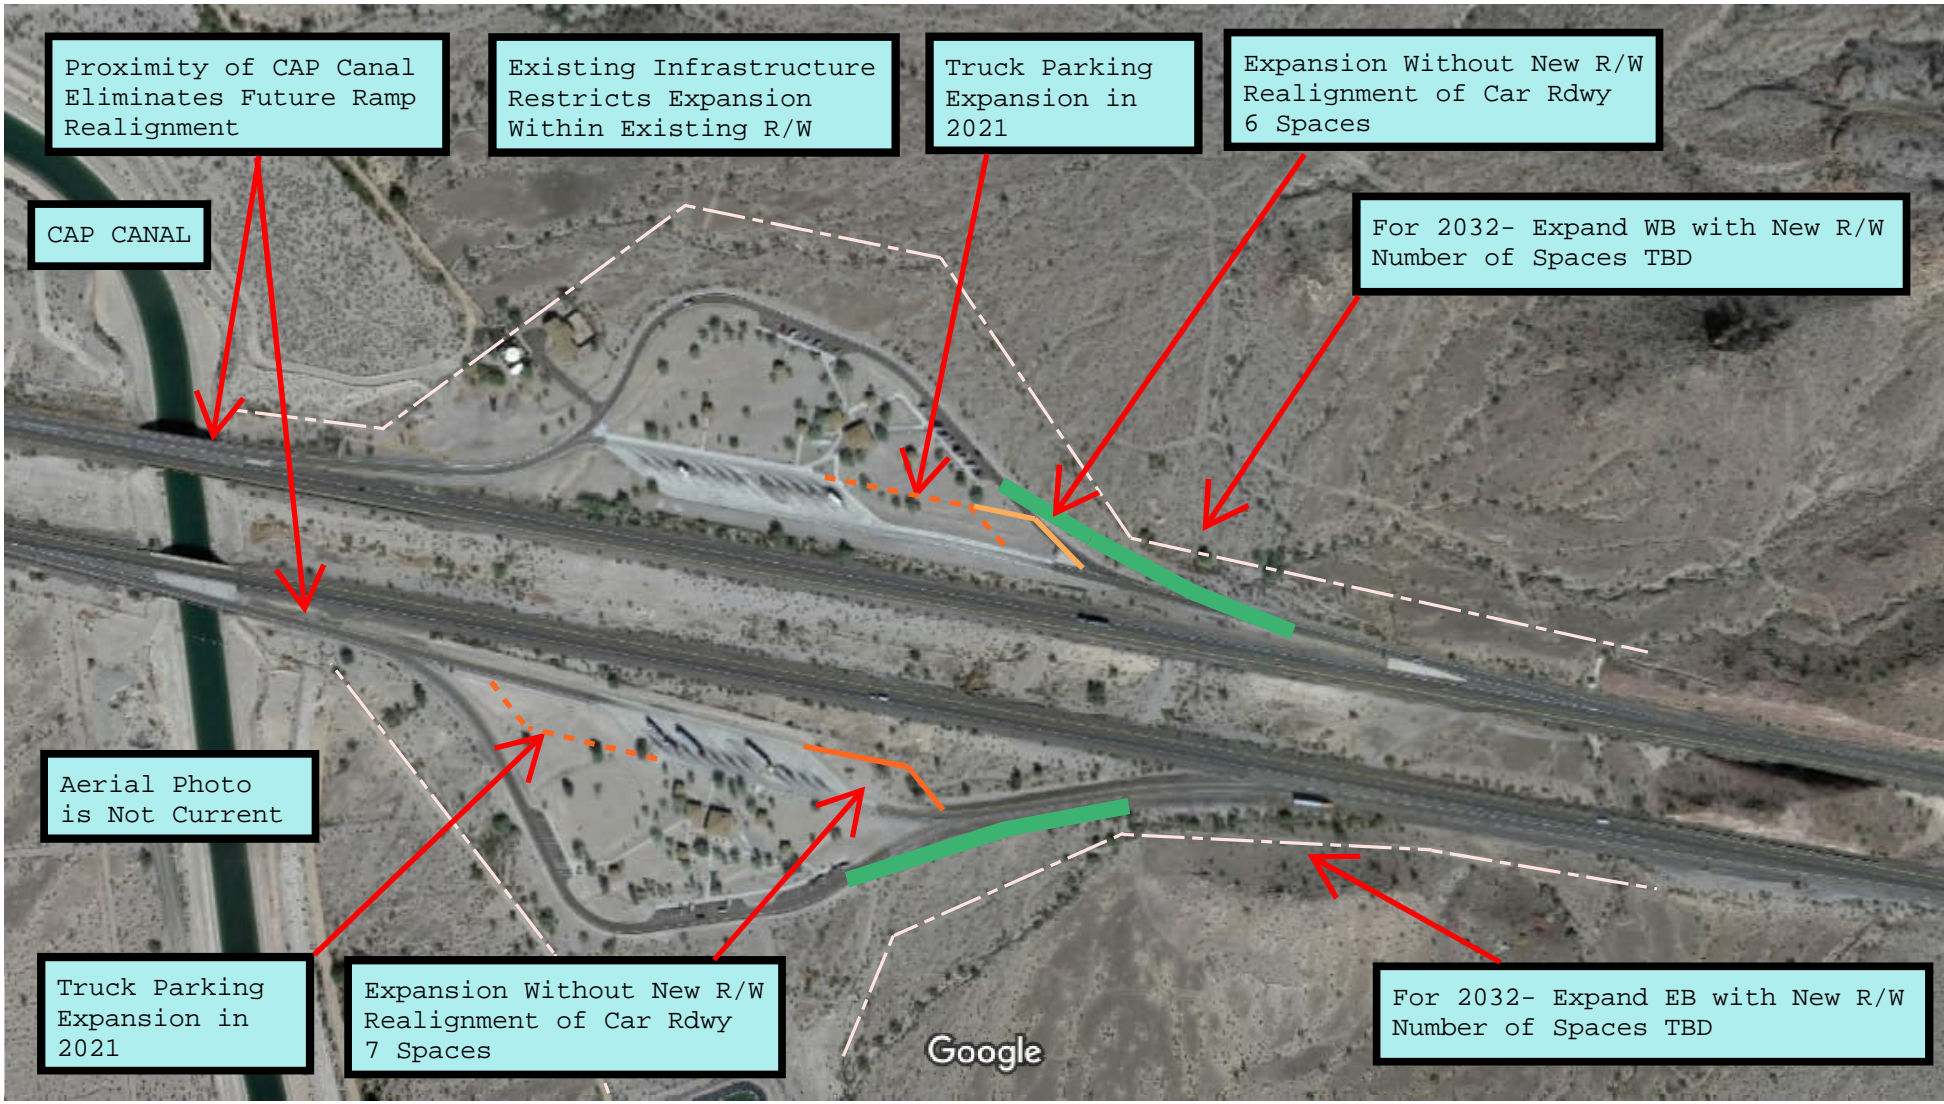 Proximity of CAP Canal
Eliminates Future Ramp
Realignment
Existing Infrastructure
Restricts Expansion
Within Existing R/W
Truck Parking
Expansion in
2021
Expansion Without New R/W
Realignment of Car Rdwy
6 Spaces
CAP CANAL
For 2032- Expand WB with New R/W
Number of Spaces TBD
Aerial Photo
is Not Current
Truck Parking
Expansion in
2021
Expansion Without New R/W
Realignment of Car Rdwy
7 Spaces
Google
For 2032- Expand EB with New R/W
Number of Spaces TBD